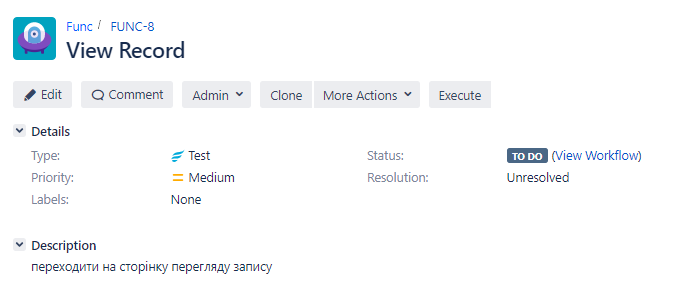 Func / FUNC-8
View Record
Edit Comment Admin Clone More Actions Execute
Details
Type: Test Status: TO DO (View Workflow)
Priority: Medium Resolution: Unresolved
Labels: None
Description
переходити на сторінку перегляду запису